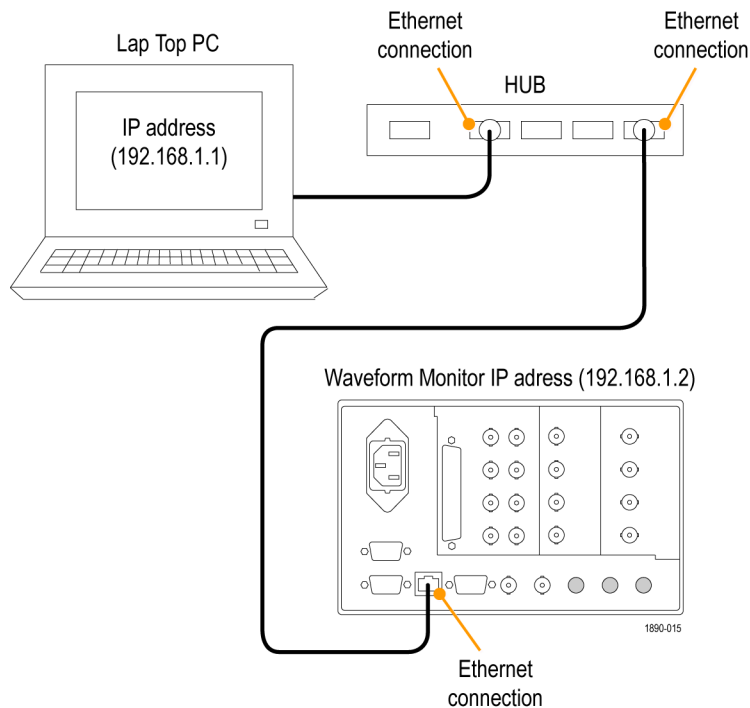 Ethernet
connection
Ethernet
connection
Lap Top PC
HUB
IP address
(192.168.1.1)
Waveform Monitor IP adress (192.168.1.2)
1890-015
Ethernet
connection